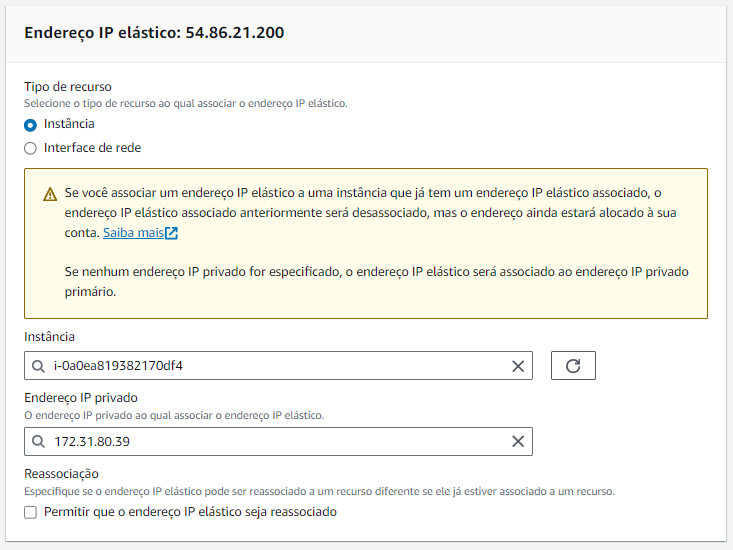 Endereço IP elástico: 54.86.21.200
Tipo de recurso
Selecione o tipo de recurso ao qual associar o endereço IP elástico.
Instância
Interface de rede
Se você associar um endereço IP elástico a uma instância que já tem um endereço IP elástico associado, o
endereço IP elástico associado anteriormente será desassociado, mas o endereço ainda estará alocado à sua
conta. Saiba mais
Se nenhum endereço IP privado for especificado, o endereço IP elástico será associado ao endereço IP privado
primário.
Instância
i-0a0ea819382170df4
Endereço IP privado
O endereço IP privado ao qual associar o endereço IP elástico.
172.31.80.39
Reassociação
Especifique se o endereço IP elástico pode ser reassociado a um recurso diferente se ele já estiver associado a um recurso.
Permitir que o endereço IP elástico seja reassociado